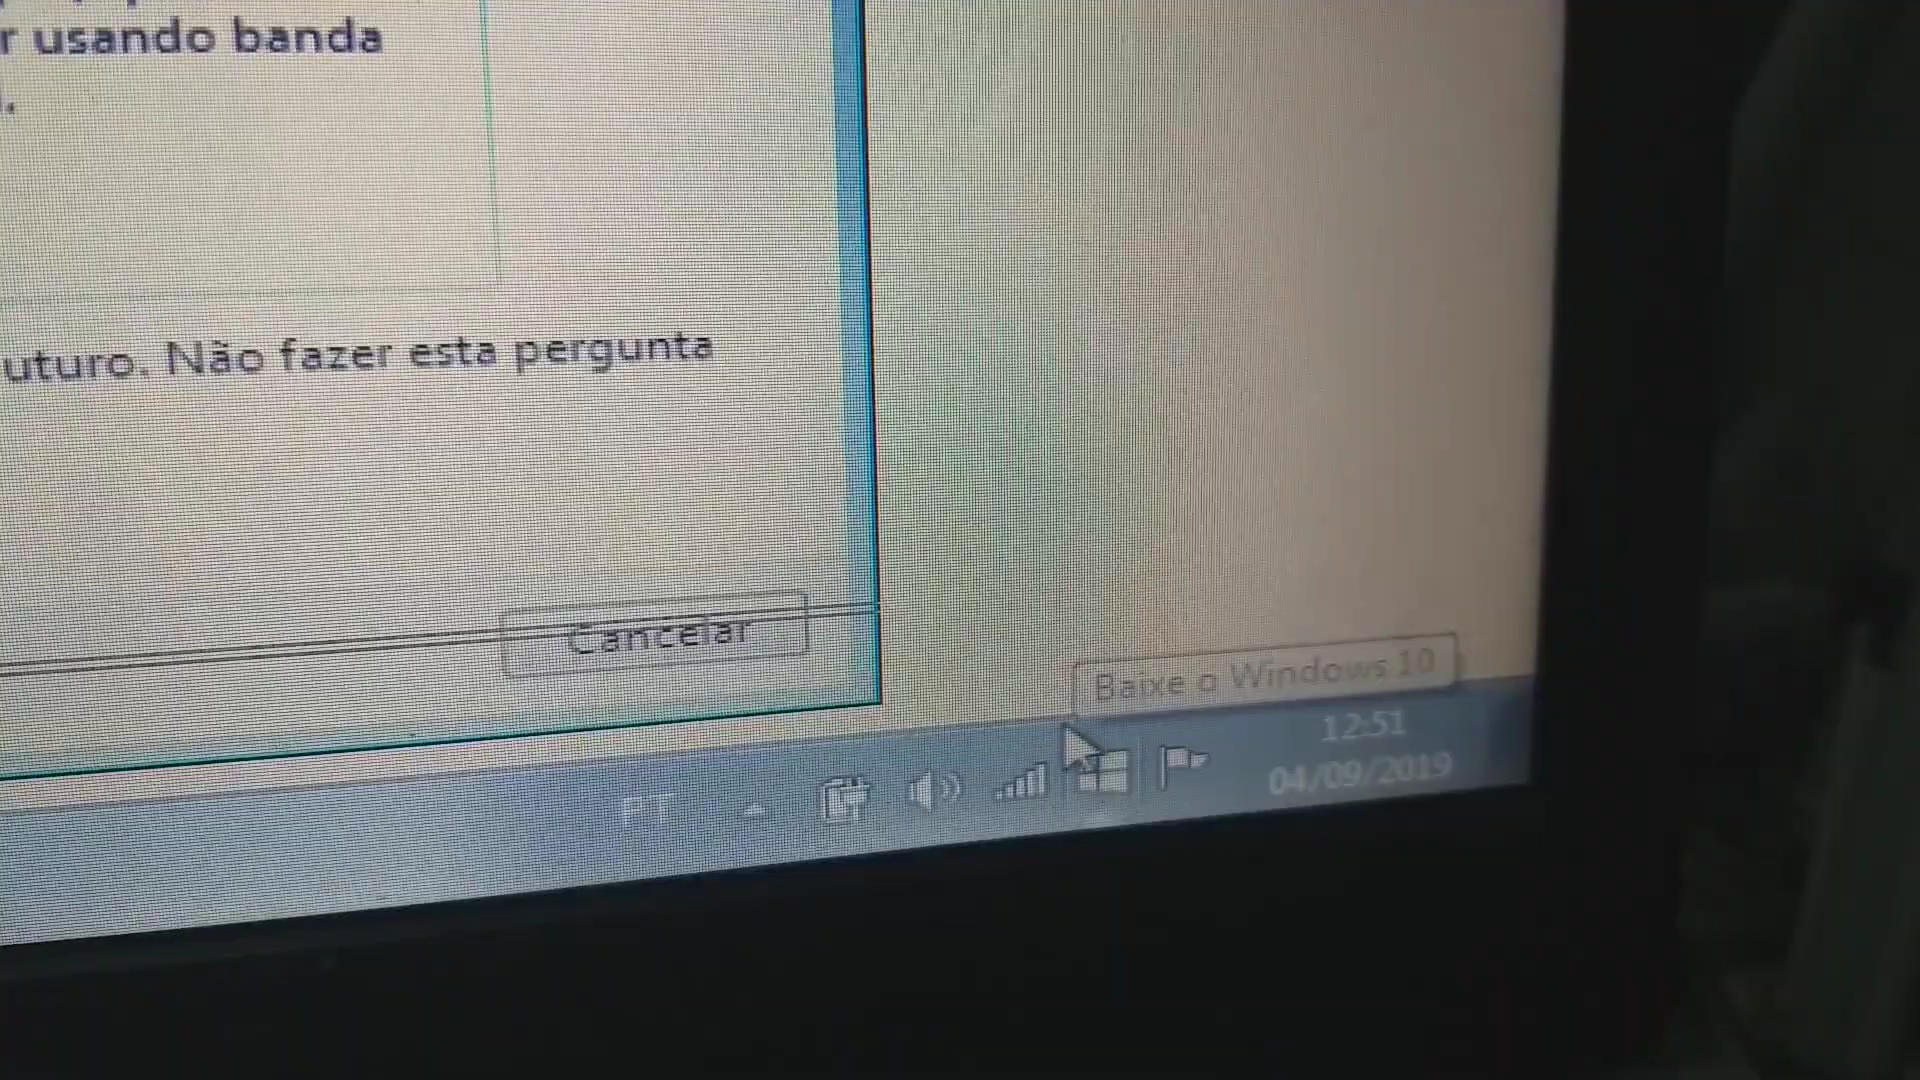 r usando banda
uturo. Não fazer esta pergunta
Cancelar
Baixe o Windows 10
12:51
PT
04/09/2019